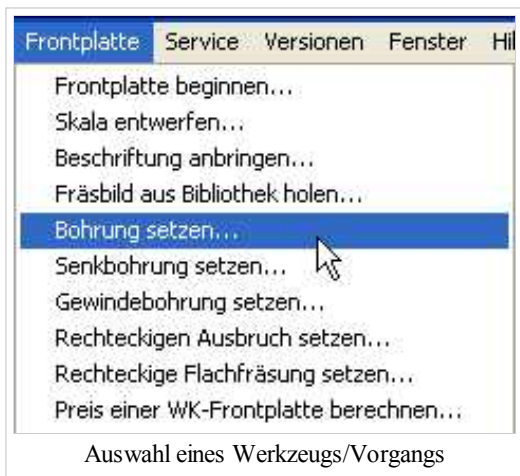 Frontplatte Service Versionen Fenster Hil
Frontplatte beginnen...
Skala entwerfen...
Beschriftung anbringen...
Fräsbild aus Bibliothek holen...
Bohrung setzen...
Senkbohrung setzen...
Gewindebohrung setzen...
Rechteckigen Ausbruch setzen...
Rechteckige Flachfräsung setzen...
Preis einer WK-Frontplatte berechnen...
Auswahl eines Werkzeugs/Vorgangs